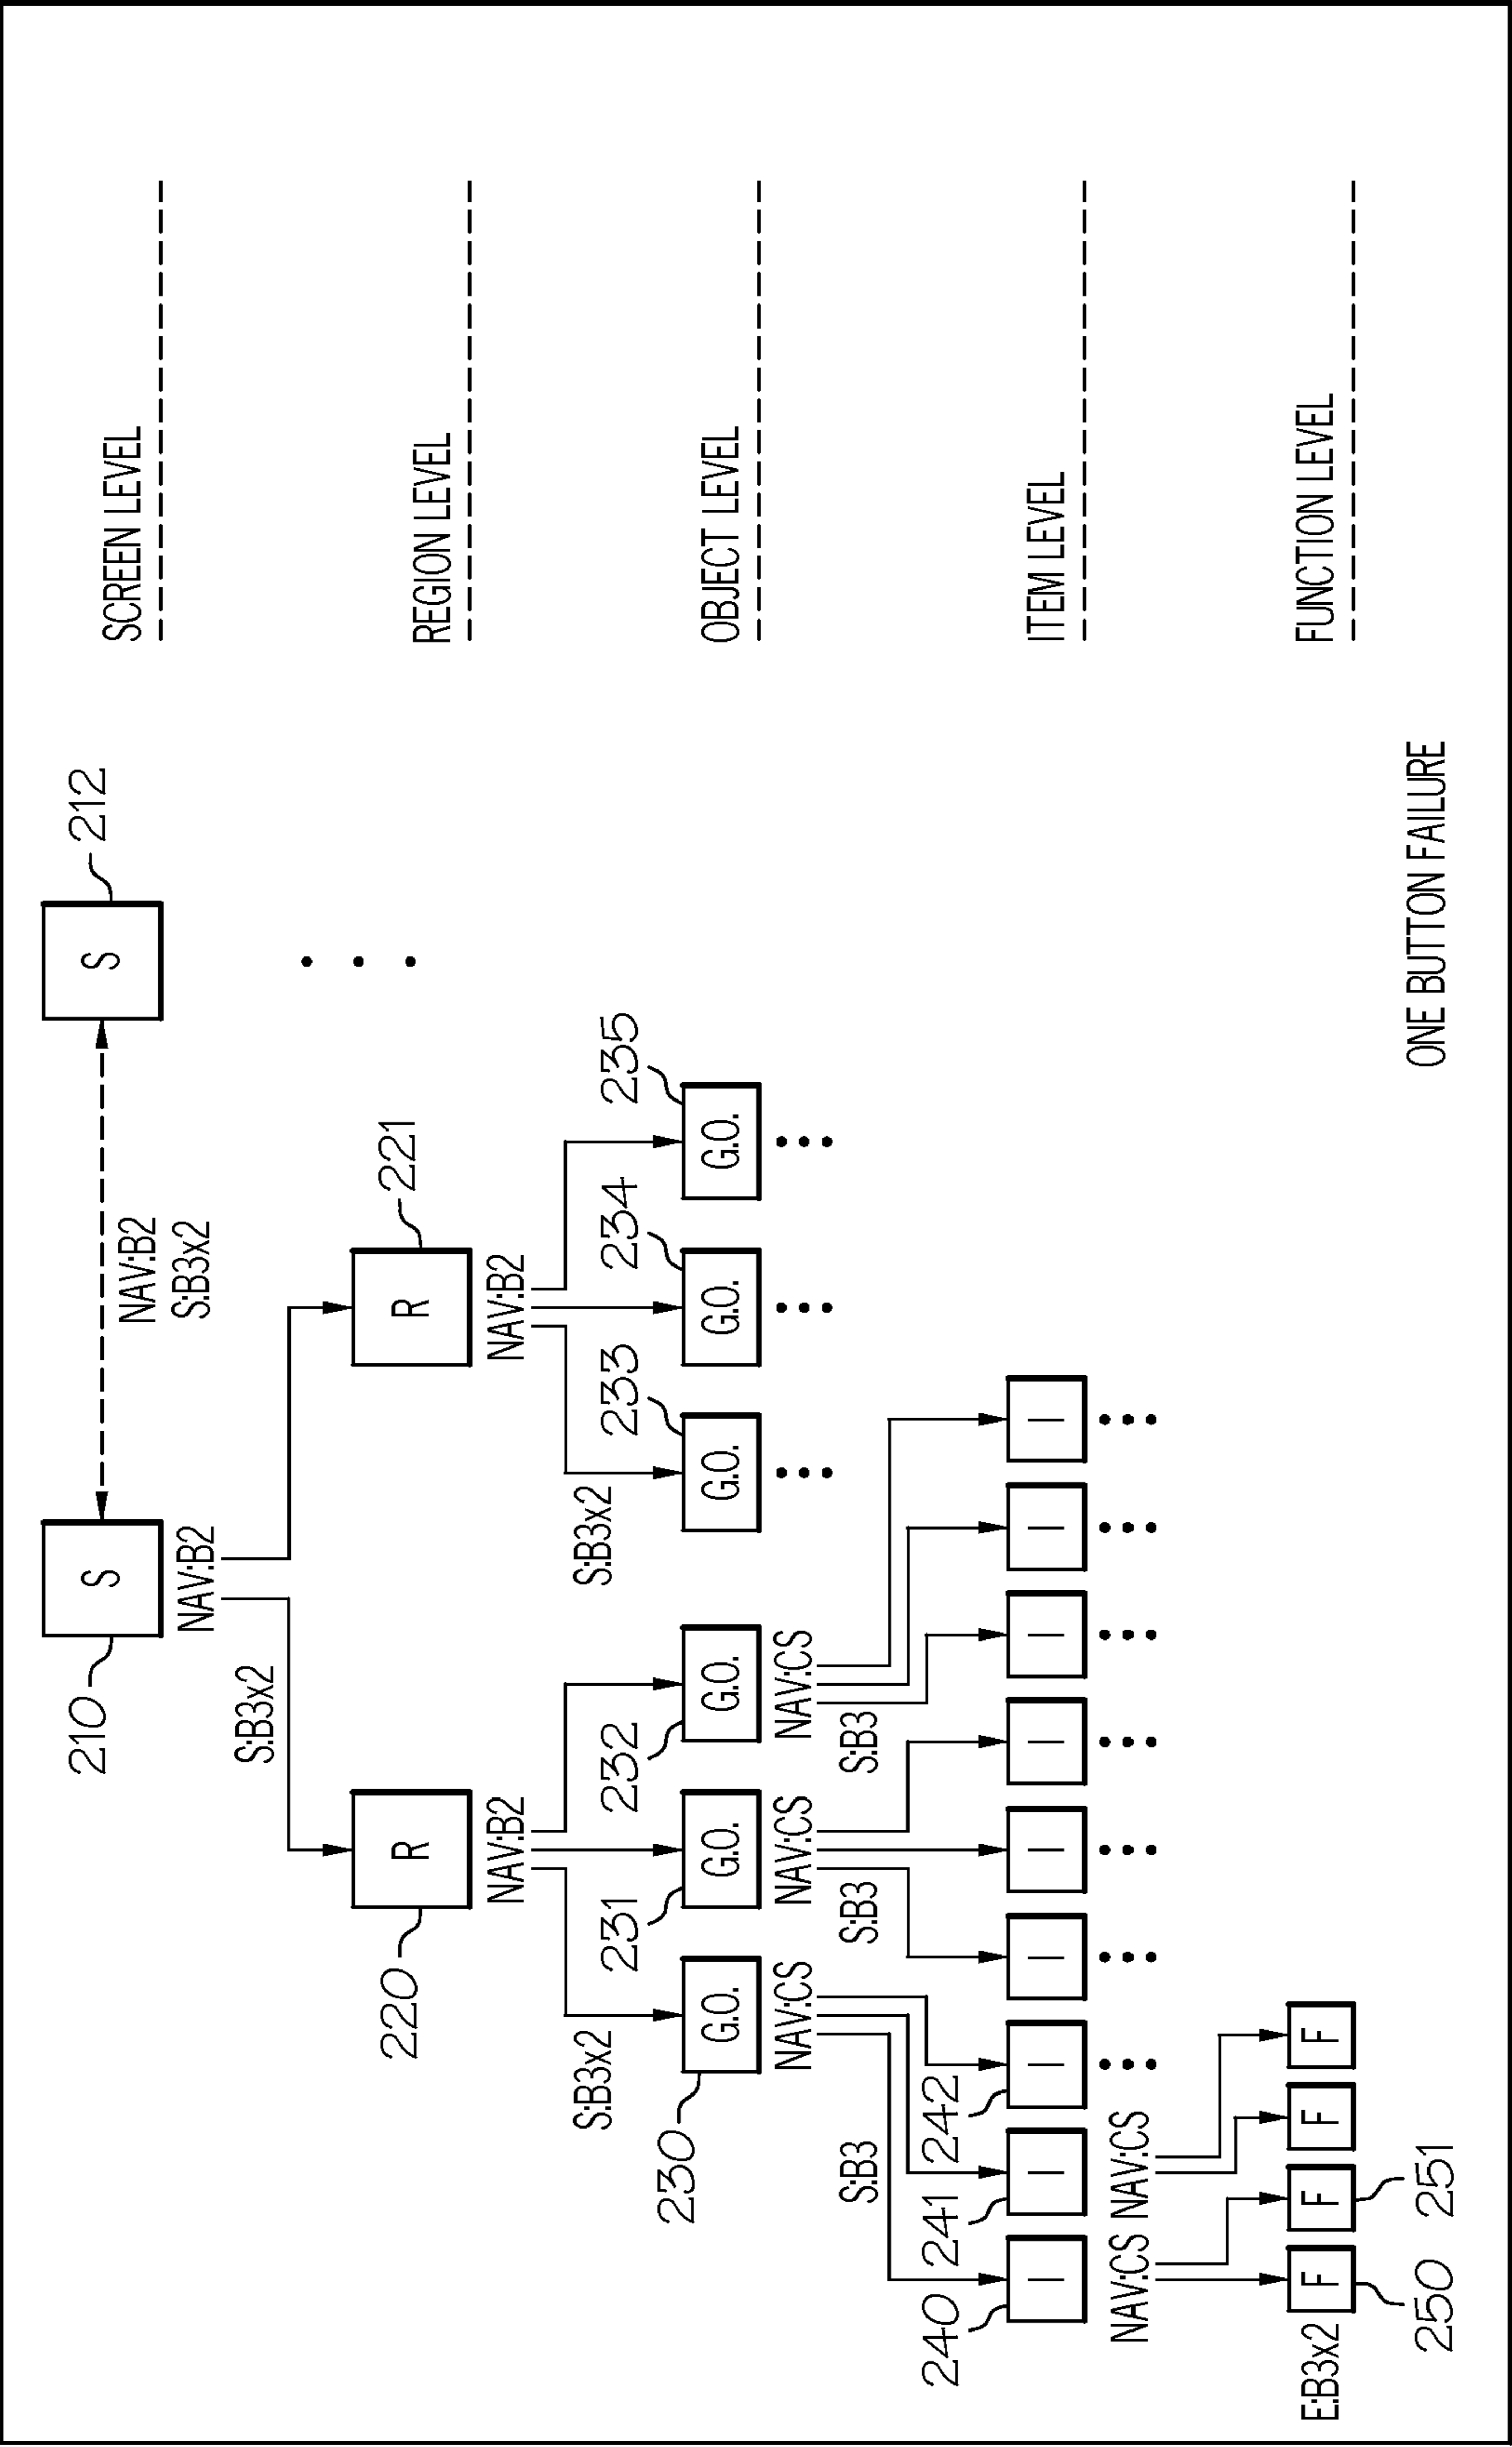 210
S
S
212
NAV:B2
S:B3x2
SCREEN LEVEL
NAV:B2
S:B3x2
220
R
R
221
REGION LEVEL
NAV:B2
NAV:B2
S:B3x2
S:B3x2
230
231
232
233
234
235
G.O.
G.O.
G.O.
G.O.
G.O.
G.O.
OBJECT LEVEL
NAV:CS
NAV:CS
NAV:CS
S:B3
S:B3
S:B3
240
241
242
I
I
I
I
I
I
I
I
I
ITEM LEVEL
NAV:CS
NAV:CS
E:B3x2
F
F
F
F
FUNCTION LEVEL
250
251
ONE BUTTON FAILURE